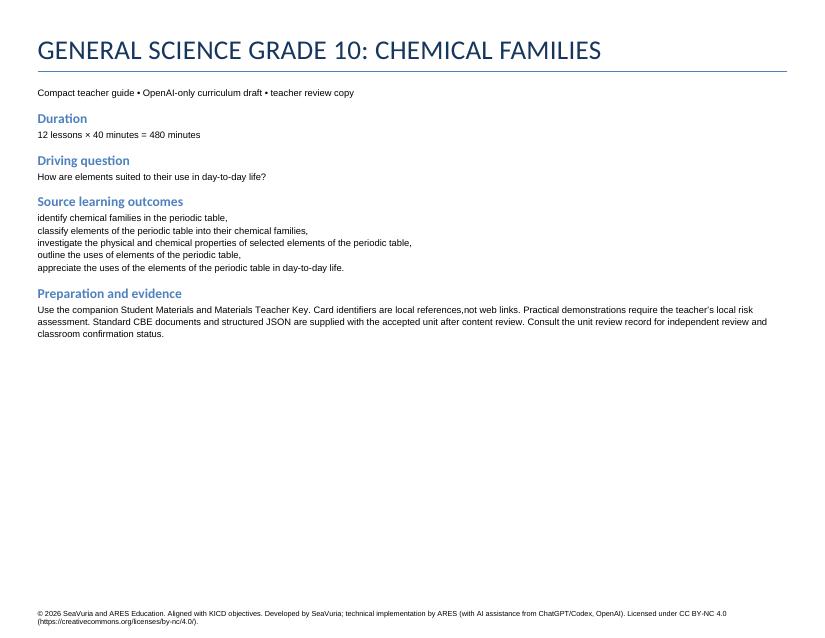 GENERAL SCIENCE GRADE 10: CHEMICAL FAMILIES
Compact teacher guide • OpenAI-only curriculum draft • teacher review copy
Duration
12 lessons × 40 minutes = 480 minutes
Driving question
How are elements suited to their use in day-to-day life?
Source learning outcomes
identify chemical families in the periodic table,
classify elements of the periodic table into their chemical families,
investigate the physical and chemical properties of selected elements of the periodic table,
outline the uses of elements of the periodic table,
appreciate the uses of the elements of the periodic table in day-to-day life.
Preparation and evidence
Use the companion Student Materials and Materials Teacher Key. Card identifiers are local references,not web links. Practical demonstrations require the teacher's local risk
assessment. Standard CBE documents and structured JSON are supplied with the accepted unit after content review. Consult the unit review record for independent review and
classroom confirmation status.
© 2026 SeaVuria and ARES Education. Aligned with KICD objectives. Developed by SeaVuria; technical implementation by ARES (with AI assistance from ChatGPT/Codex, OpenAI). Licensed under CC BY-NC 4.0
(https://creativecommons.org/licenses/by-nc/4.0/).